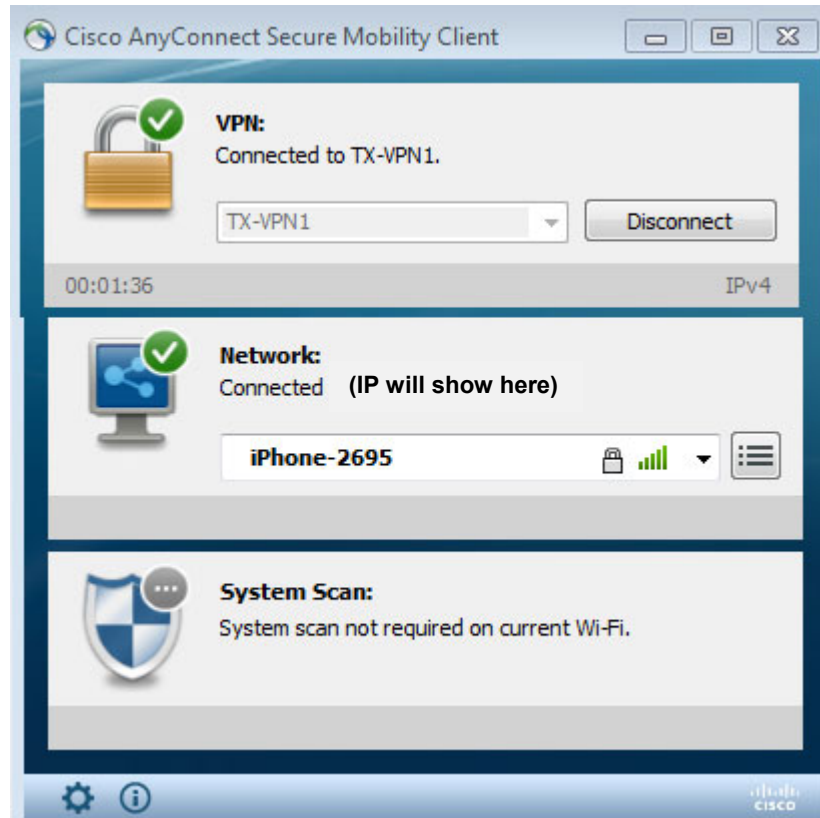 Cisco AnyConnect Secure Mobility Client
VPN:
Connected to TX-VPN1.
TX-VPN1
Disconnect
00:01:36
IPv4
Network:
Connected (IP will show here)
iPhone-2695
System Scan:
System scan not required on current Wi-Fi.
CISCO